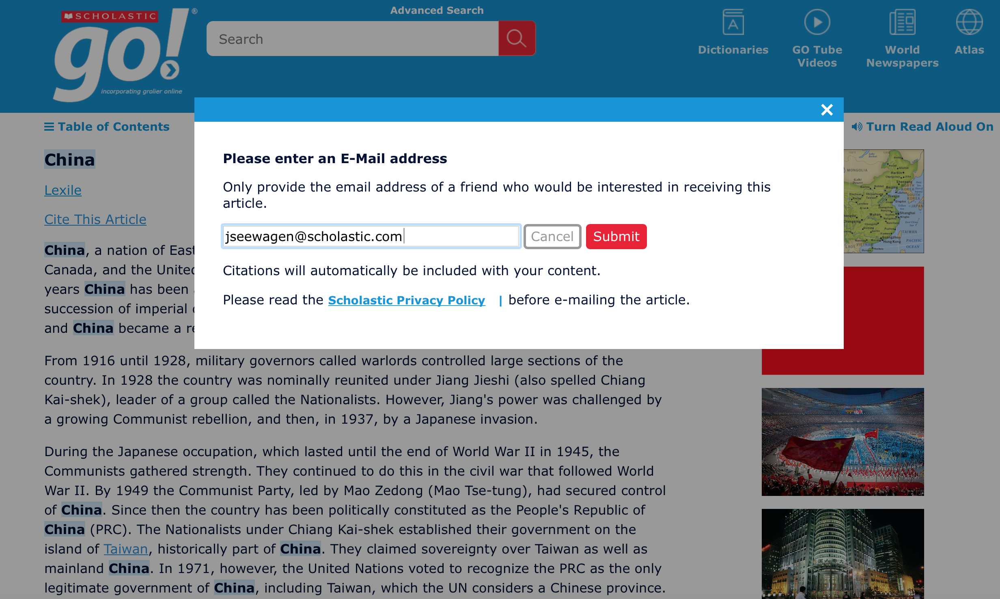 SCHOLASTIC
go!®
incorporating grolier online
Advanced Search
Search
Dictionaries
GO Tube
Videos
World
Newspapers
Atlas
Table of Contents
Turn Read Aloud On
China
Lexile
Cite This Article
Please enter an E-Mail address
Only provide the email address of a friend who would be interested in receiving this
article.
jseewagen@scholastic.com
Cancel
Submit
Citations will automatically be included with your content.
Please read the Scholastic Privacy Policy | before e-mailing the article.
China, a nation of East
Canada, and the United
years China has been
succession of imperial
and China became a re
From 1916 until 1928, military governors called warlords controlled large sections of the
country. In 1928 the country was nominally reunited under Jiang Jieshi (also spelled Chiang
Kai-shek), leader of a group called the Nationalists. However, Jiang's power was challenged by
a growing Communist rebellion, and then, in 1937, by a Japanese invasion.
During the Japanese occupation, which lasted until the end of World War II in 1945, the
Communists gathered strength. They continued to do this in the civil war that followed World
War II. By 1949 the Communist Party, led by Mao Zedong (Mao Tse-tung), had secured control
of China. Since then the country has been politically constituted as the People's Republic of
China (PRC). The Nationalists under Chiang Kai-shek established their government on the
island of Taiwan, historically part of China. They claimed sovereignty over Taiwan as well as
mainland China. In 1971, however, the United Nations voted to recognize the PRC as the only
legitimate government of China, including Taiwan, which the UN considers a Chinese province.
MONGOLIA
Gobi
Desert
Harbin
Shenyang
Beijing
NORTH
KOREA
Tianjin
SOUTH
KOREA
Qingdao
JAPAN
Wuhan
Shanghai
Ningbo
Nanchang
Fuzhou
TAIWAN
Guangzhou
Hong Kong
LAOS
VIETNAM
Haikou
PACIFIC
OCEAN